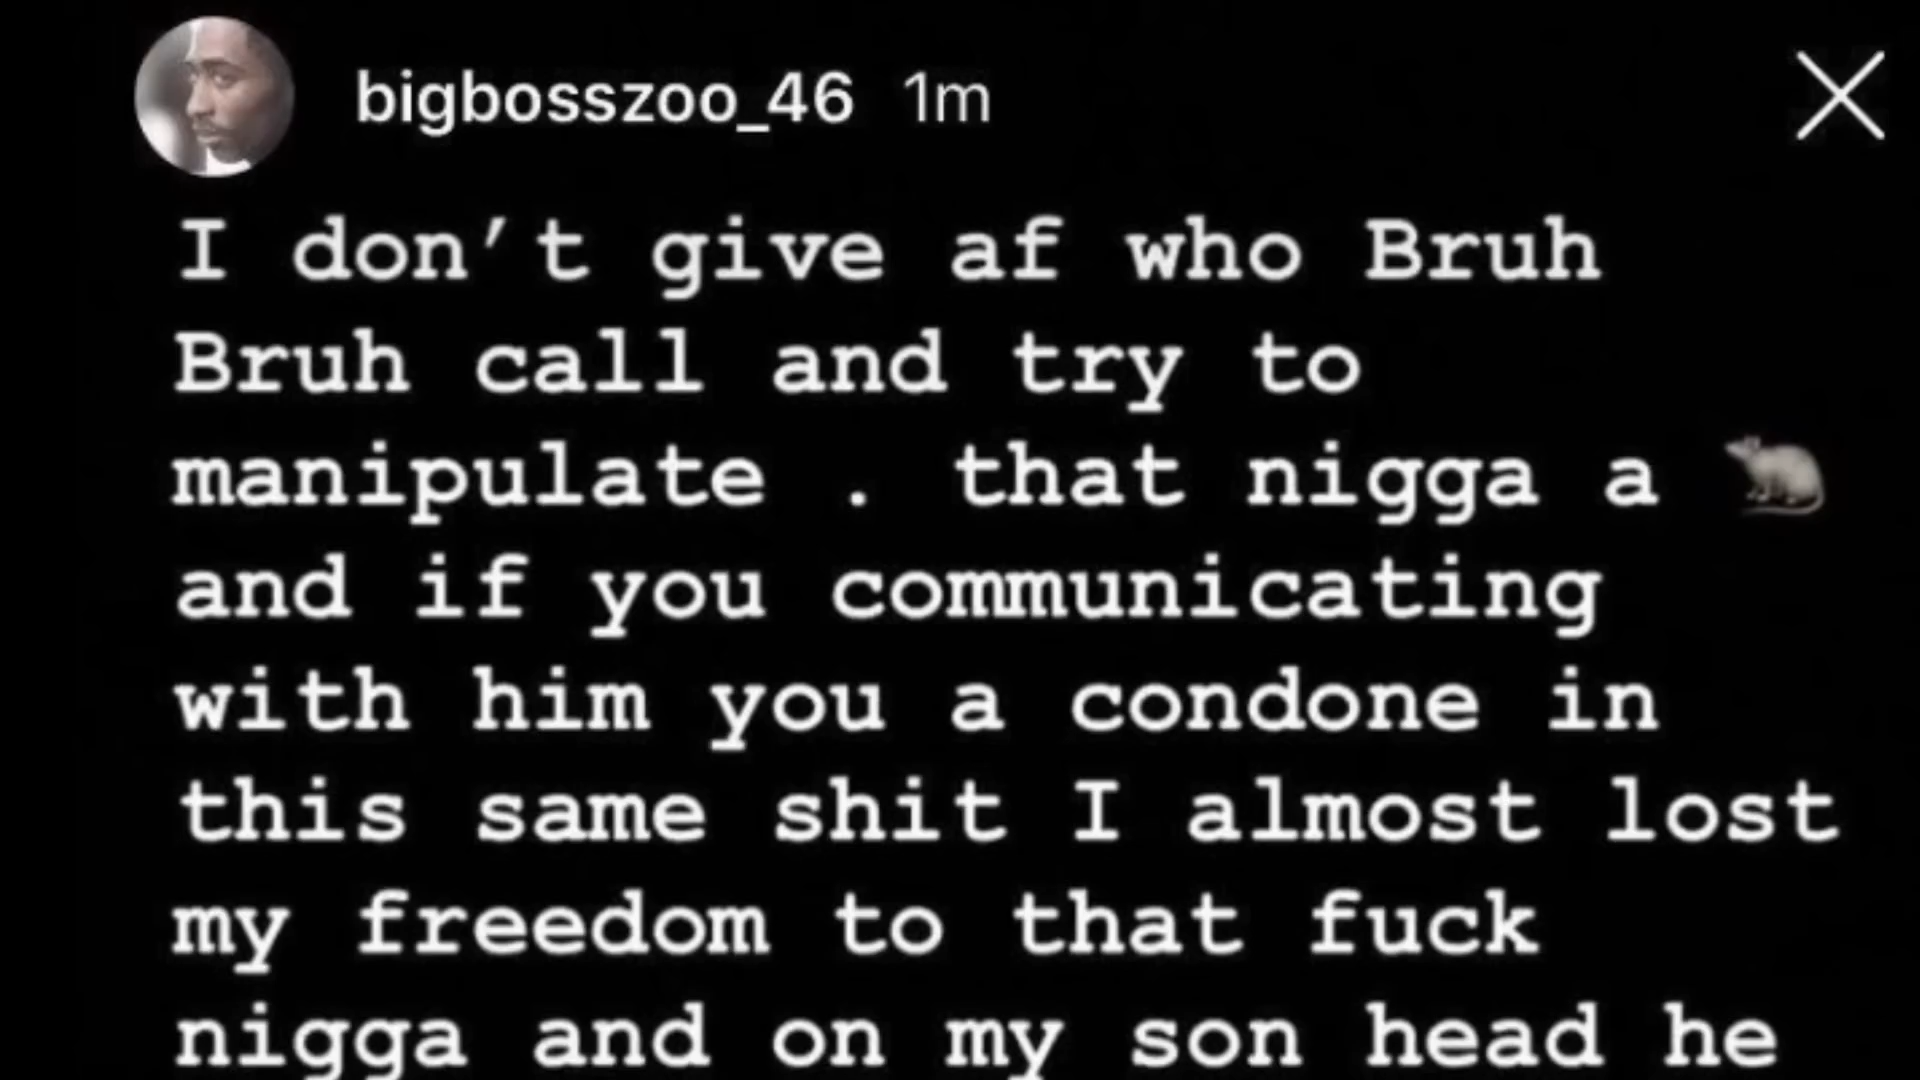 bigbosszoo_46 1m
I don’t give af who Bruh
Bruh call and try to
manipulate . that nigga a 🐀
and if you communicating
with him you a condone in
this same shit I almost lost
my freedom to that fuck
nigga and on my son head he